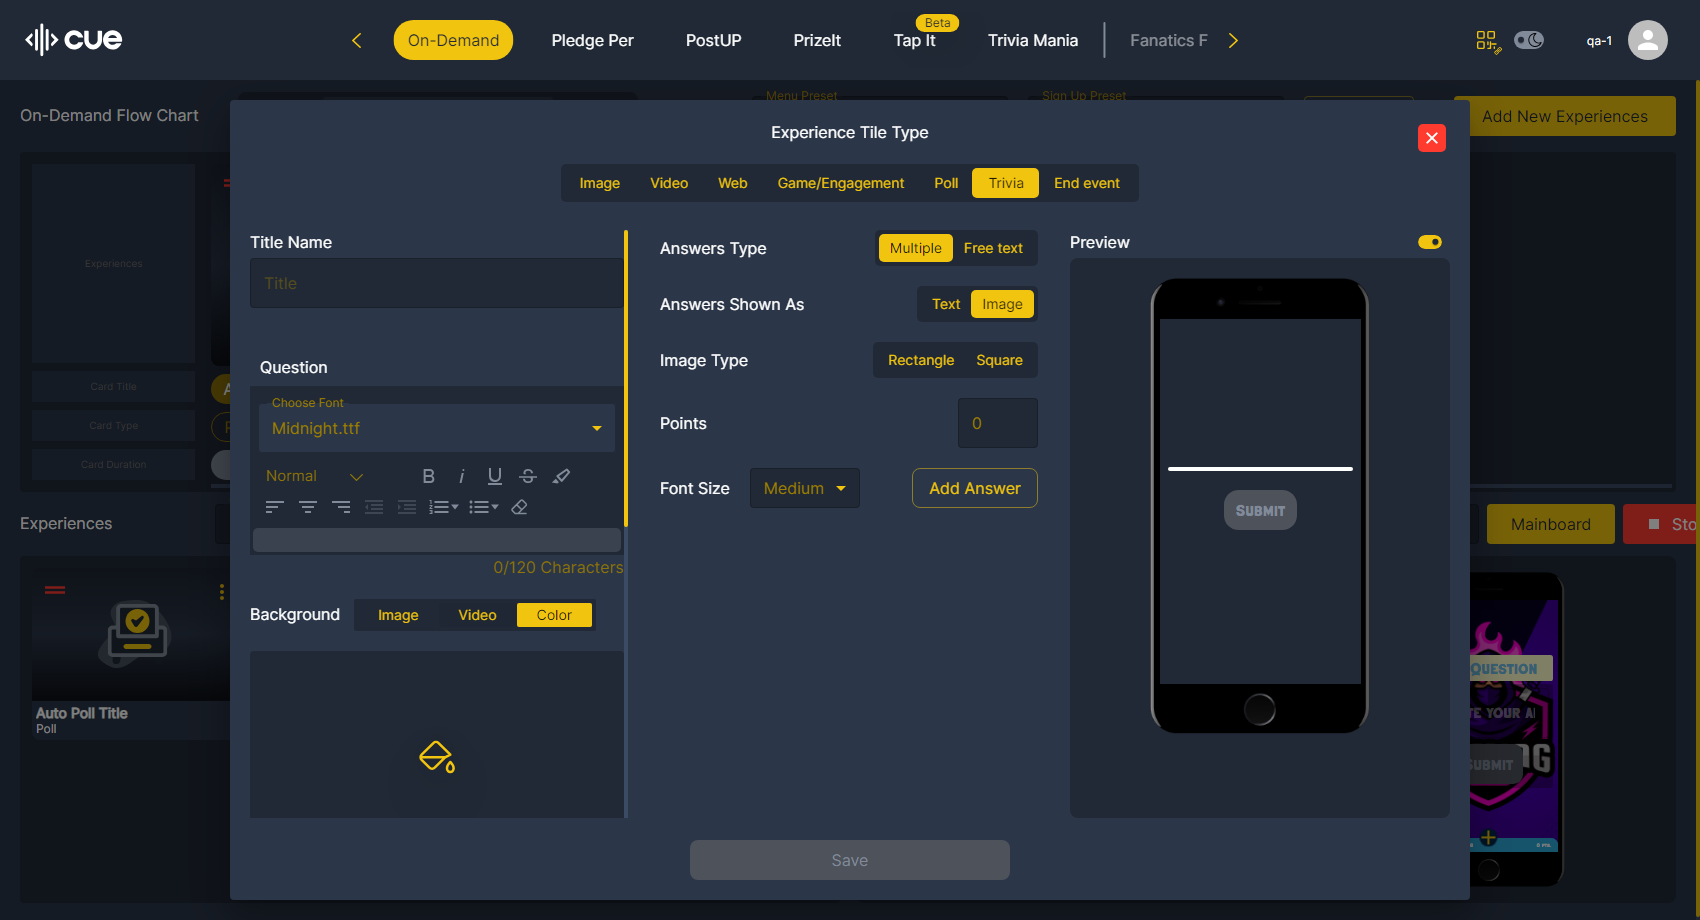 cue
On-Demand
Pledge Per
PostUP
PrizeIt
Beta
Tap It
Trivia Mania
Fanatics F
qa-1
On-Demand Flow Chart
Menu Preset
Sign Up Preset
Add New Experiences
Experience Tile Type
Image
Video
Web
Game/Engagement
Poll
Trivia
End event
Experiences
Card Title
Card Type
Card Duration
Title Name
Title
Question
Choose Font
Midnight.ttf
Normal
B
i
U
S
0/120 Characters
Background
Image
Video
Color
Answers Type
Multiple
Free text
Answers Shown As
Text
Image
Image Type
Rectangle
Square
Points
0
Font Size
Medium
Add Answer
Preview
SUBMIT
Save
Experiences
Mainboard
Sto
Auto Poll Title
Poll
QUESTION
TE YOUR A
NG
SUBMIT
0 PTS.